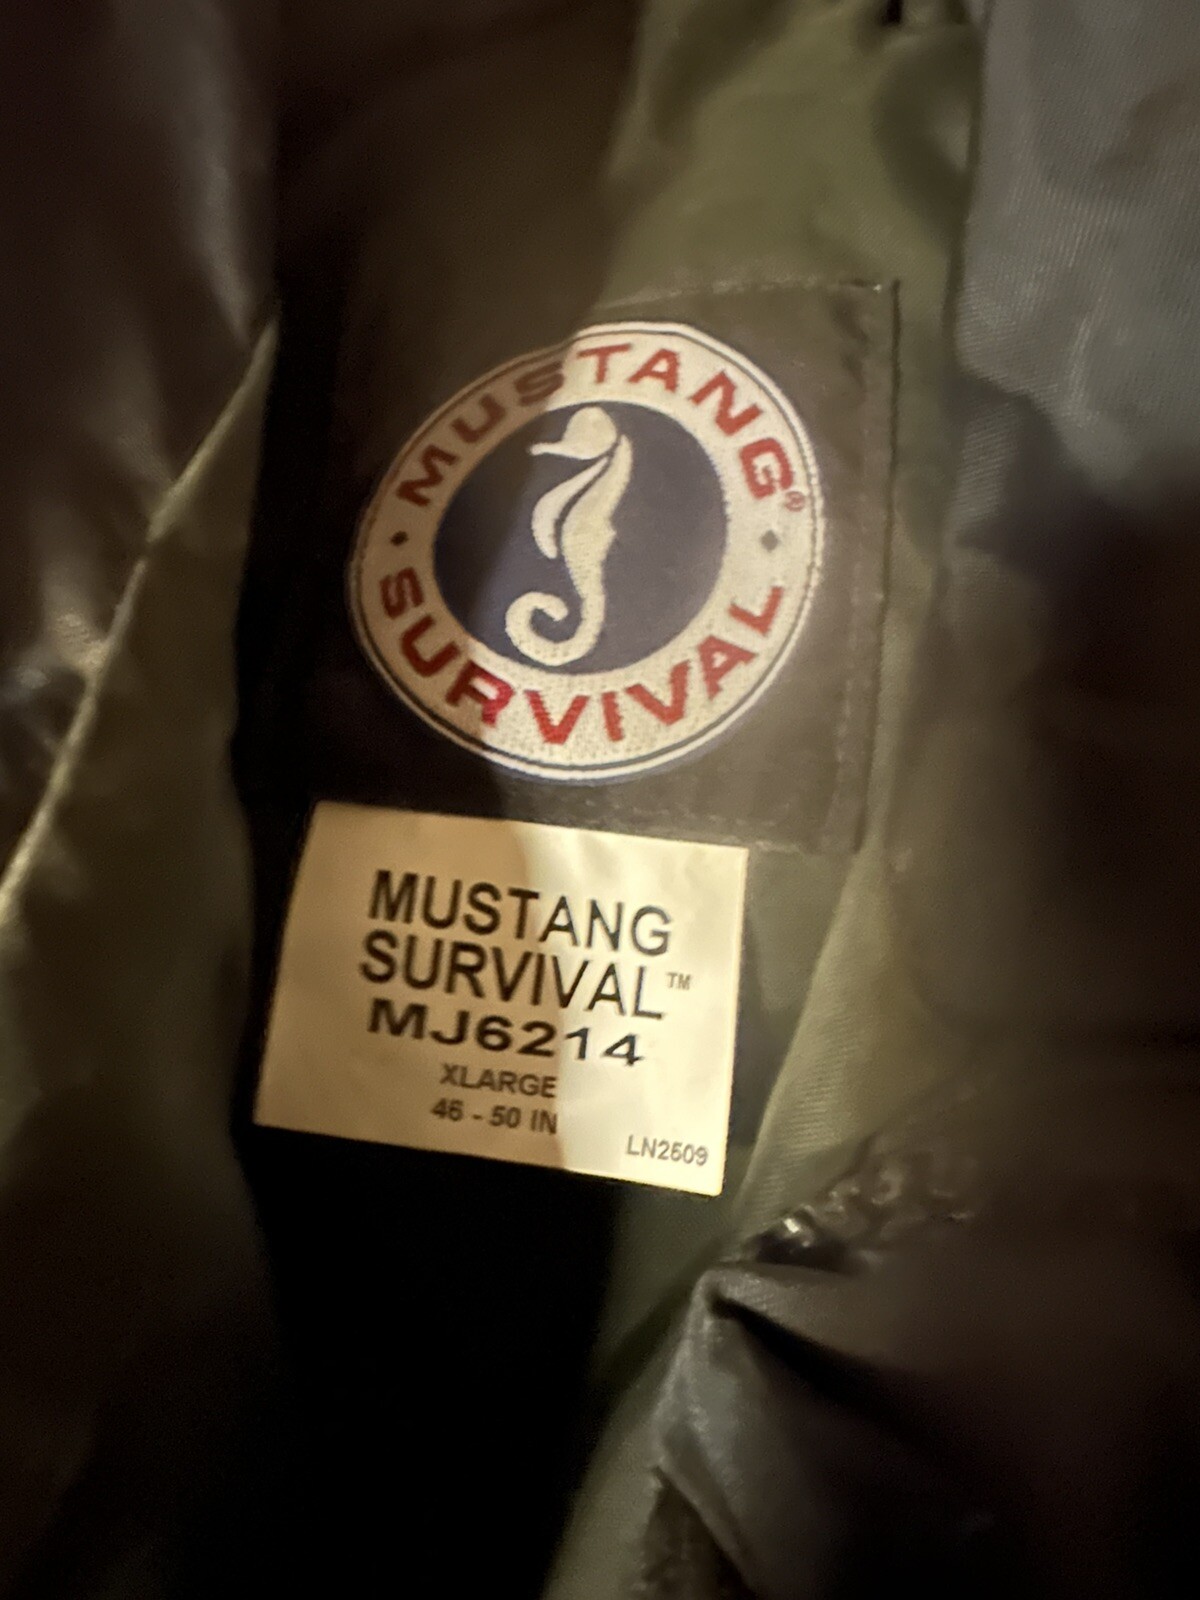 MUSTANG®
SURVIVAL
MUSTANG
SURVIVAL™
MJ6214
XLARGE
46 - 50 IN
LN2509